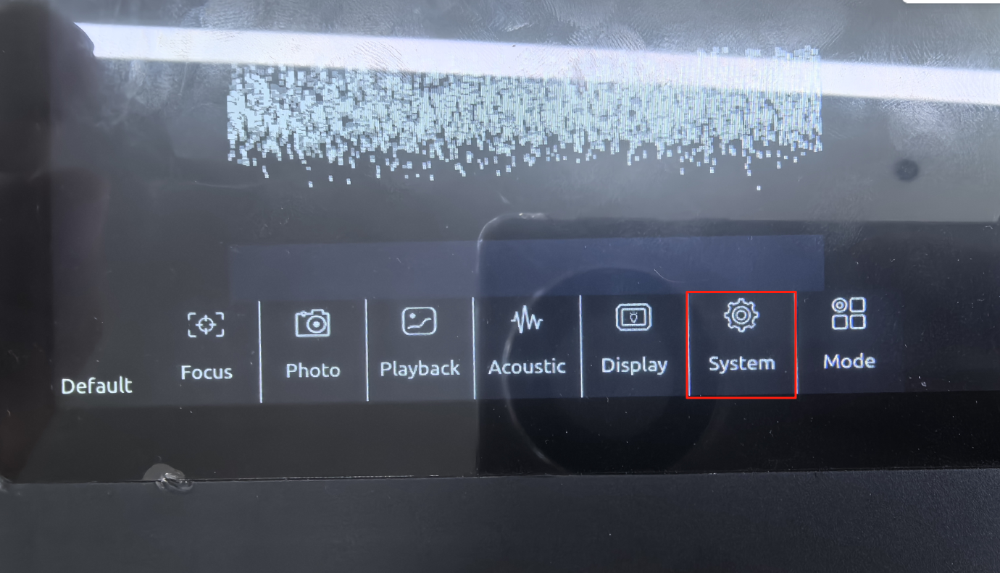 Default
Focus
Photo
Playback
Acoustic
Display
System
Mode